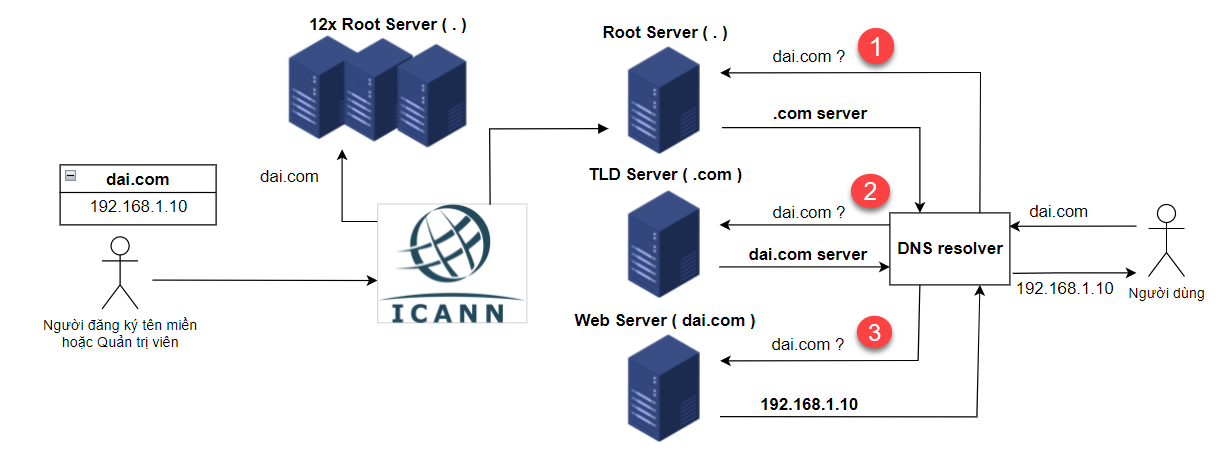 12x Root Server ( . )
Root Server ( . )
dai.com ?
1
.com server
dai.com
192.168.1.10
dai.com
TLD Server ( .com )
2
dai.com ?
dai.com server
DNS resolver
dai.com
192.168.1.10
Người dùng
ICANN
Người đăng ký tên miền
hoặc Quản trị viên
Web Server ( dai.com )
3
dai.com ?
192.168.1.10